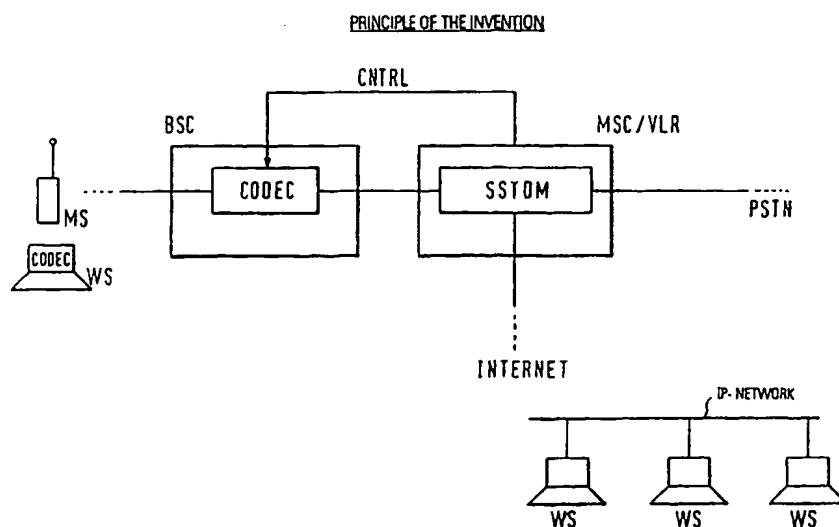 PRINCIPLE OF THE INVENTION
CNTRL
BSC
MSC/VLR
CODEC
SSTDM
MS
PSTN
CODEC
WS
INTERNET
IP-NETWORK
WS
WS
WS